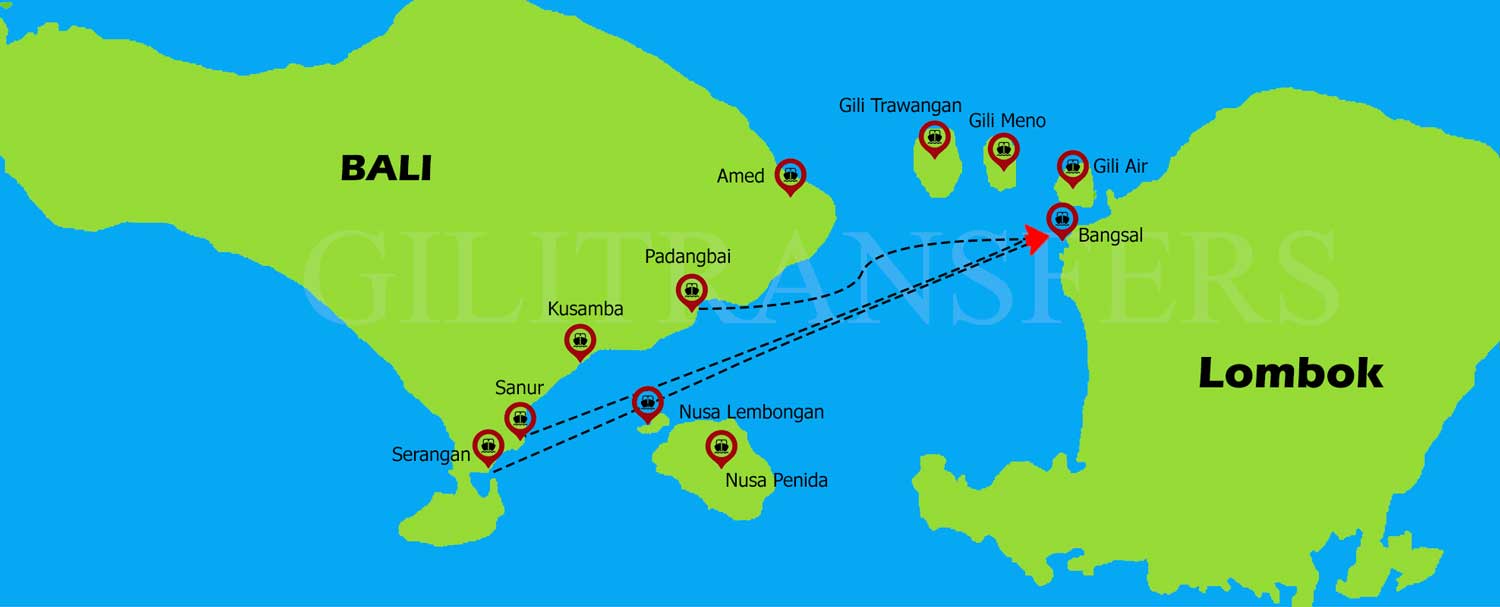 Gili Trawangan
Gili Meno
BALI
Amed
Gili Air
Bangsal
GILITRANSFERS
Padangbai
Kusamba
Lombok
Sanur
Nusa Lembongan
Serangan
Nusa Penida